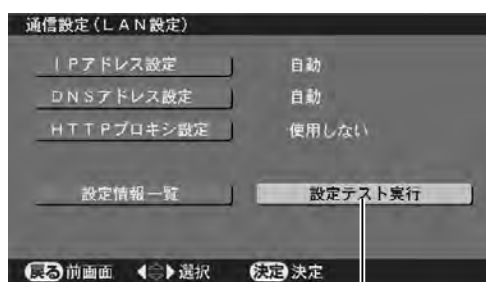 通信設定(LAN設定)
IPアドレス設定 自動
DNSアドレス設定 自動
HTTPプロキシ設定 使用しない
設定情報一覧 設定テスト実行
戻る 前画面 選択 決定 決定